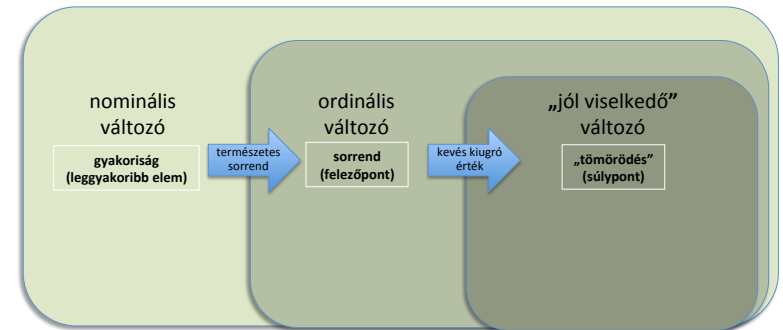 nominális
változó
gyakoriság
(leggyakoribb elem)
természetes
sorrend
ordinális
változó
sorrend
(felezőpont)
kevés kiugró
érték
„jól viselkedő”
változó
„tömörödés”
(súlypont)